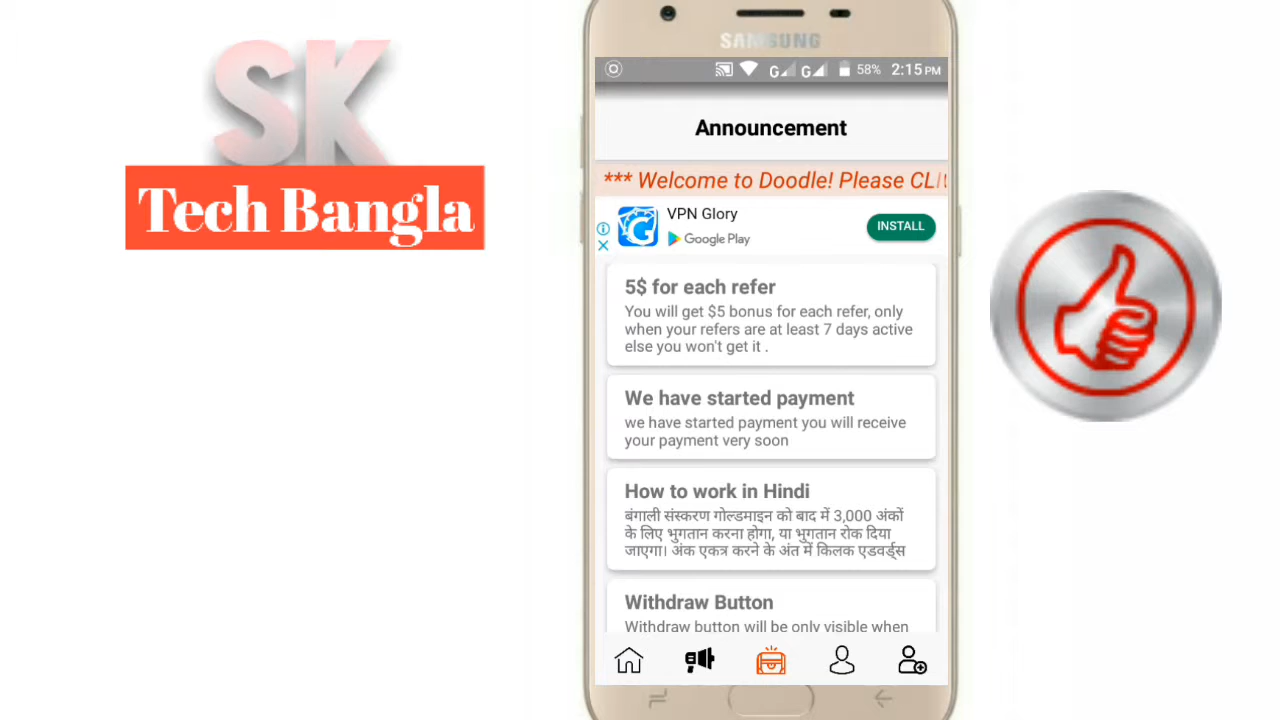 SK
Tech Bangla
SAMSUNG
G G 58% 2:15 PM
Announcement
*** Welcome to Doodle! Please CLI
VPN Glory
Google Play
INSTALL
5$ for each refer
You will get $5 bonus for each refer, only
when your refers are at least 7 days active
else you won't get it .
We have started payment
we have started payment you will receive
your payment very soon
How to work in Hindi
बंगाली संस्करण गोल्डमाइन को बाद में 3,000 अंकों
के लिए भुगतान करना होगा, या भुगतान रोक दिया
जाएगा। अंक एकत्र करने के अंत में किलक एडवर्ड्स
Withdraw Button
Withdraw button will be only visible when